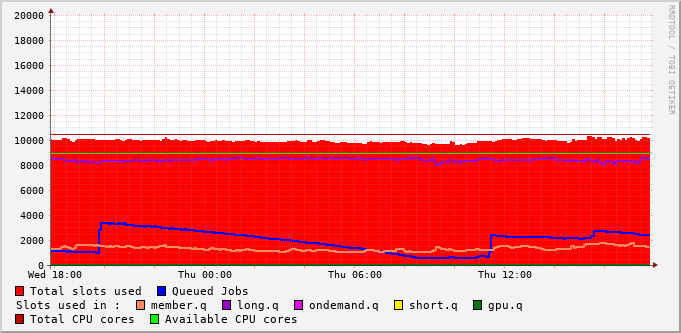 20000
18000
16000
14000
12000
10000
8000
6000
4000
2000
0
Wed 18:00 Thu 00:00 Thu 06:00 Thu 12:00
Total slots used Queued Jobs
Slots used in : member.q long.q ondemand.q short.q gpu.q
Total CPU cores Available CPU cores
RRDTOOL / TOBI OETIKER